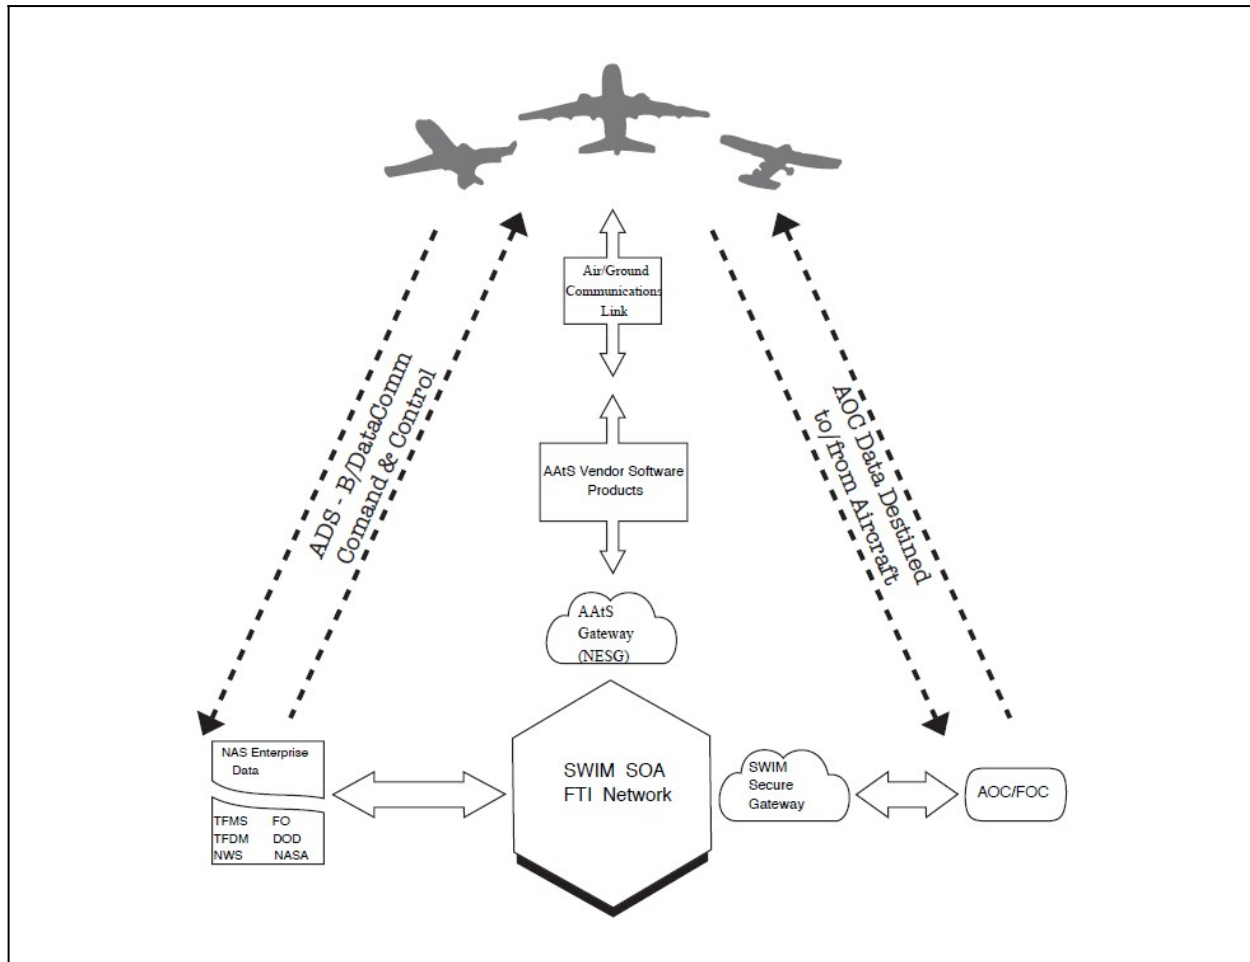 Air/Ground
Communications
Link
ADS - B/DataComm
Comand & Control
AOC Data Destined
to/from Aircraft
AAtS Vendor Software
Products
AAtS
Gateway
(NESG)
NAS Enterprise
Data
TFMS FO
TFDM DOD
NWS NASA
SWIM SOA
FTI Network
SWIM
Secure
Gateway
AOC/FOC